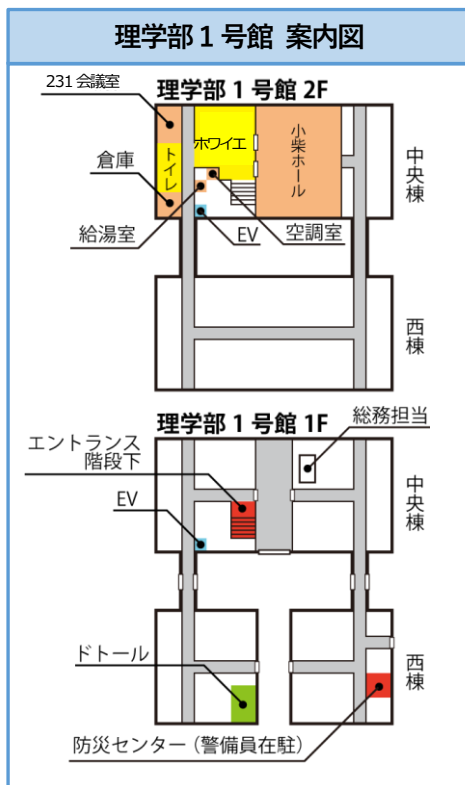 理学部１号館 案内図
理学部１号館 2F
231会議室
トイレ
倉庫
給湯室
ホワイエ
EV
空調室
小柴ホール
中央棟
西棟
理学部１号館 1F
総務担当
エントランス
階段下
EV
中央棟
ドトール
西棟
防災センター（警備員在駐）